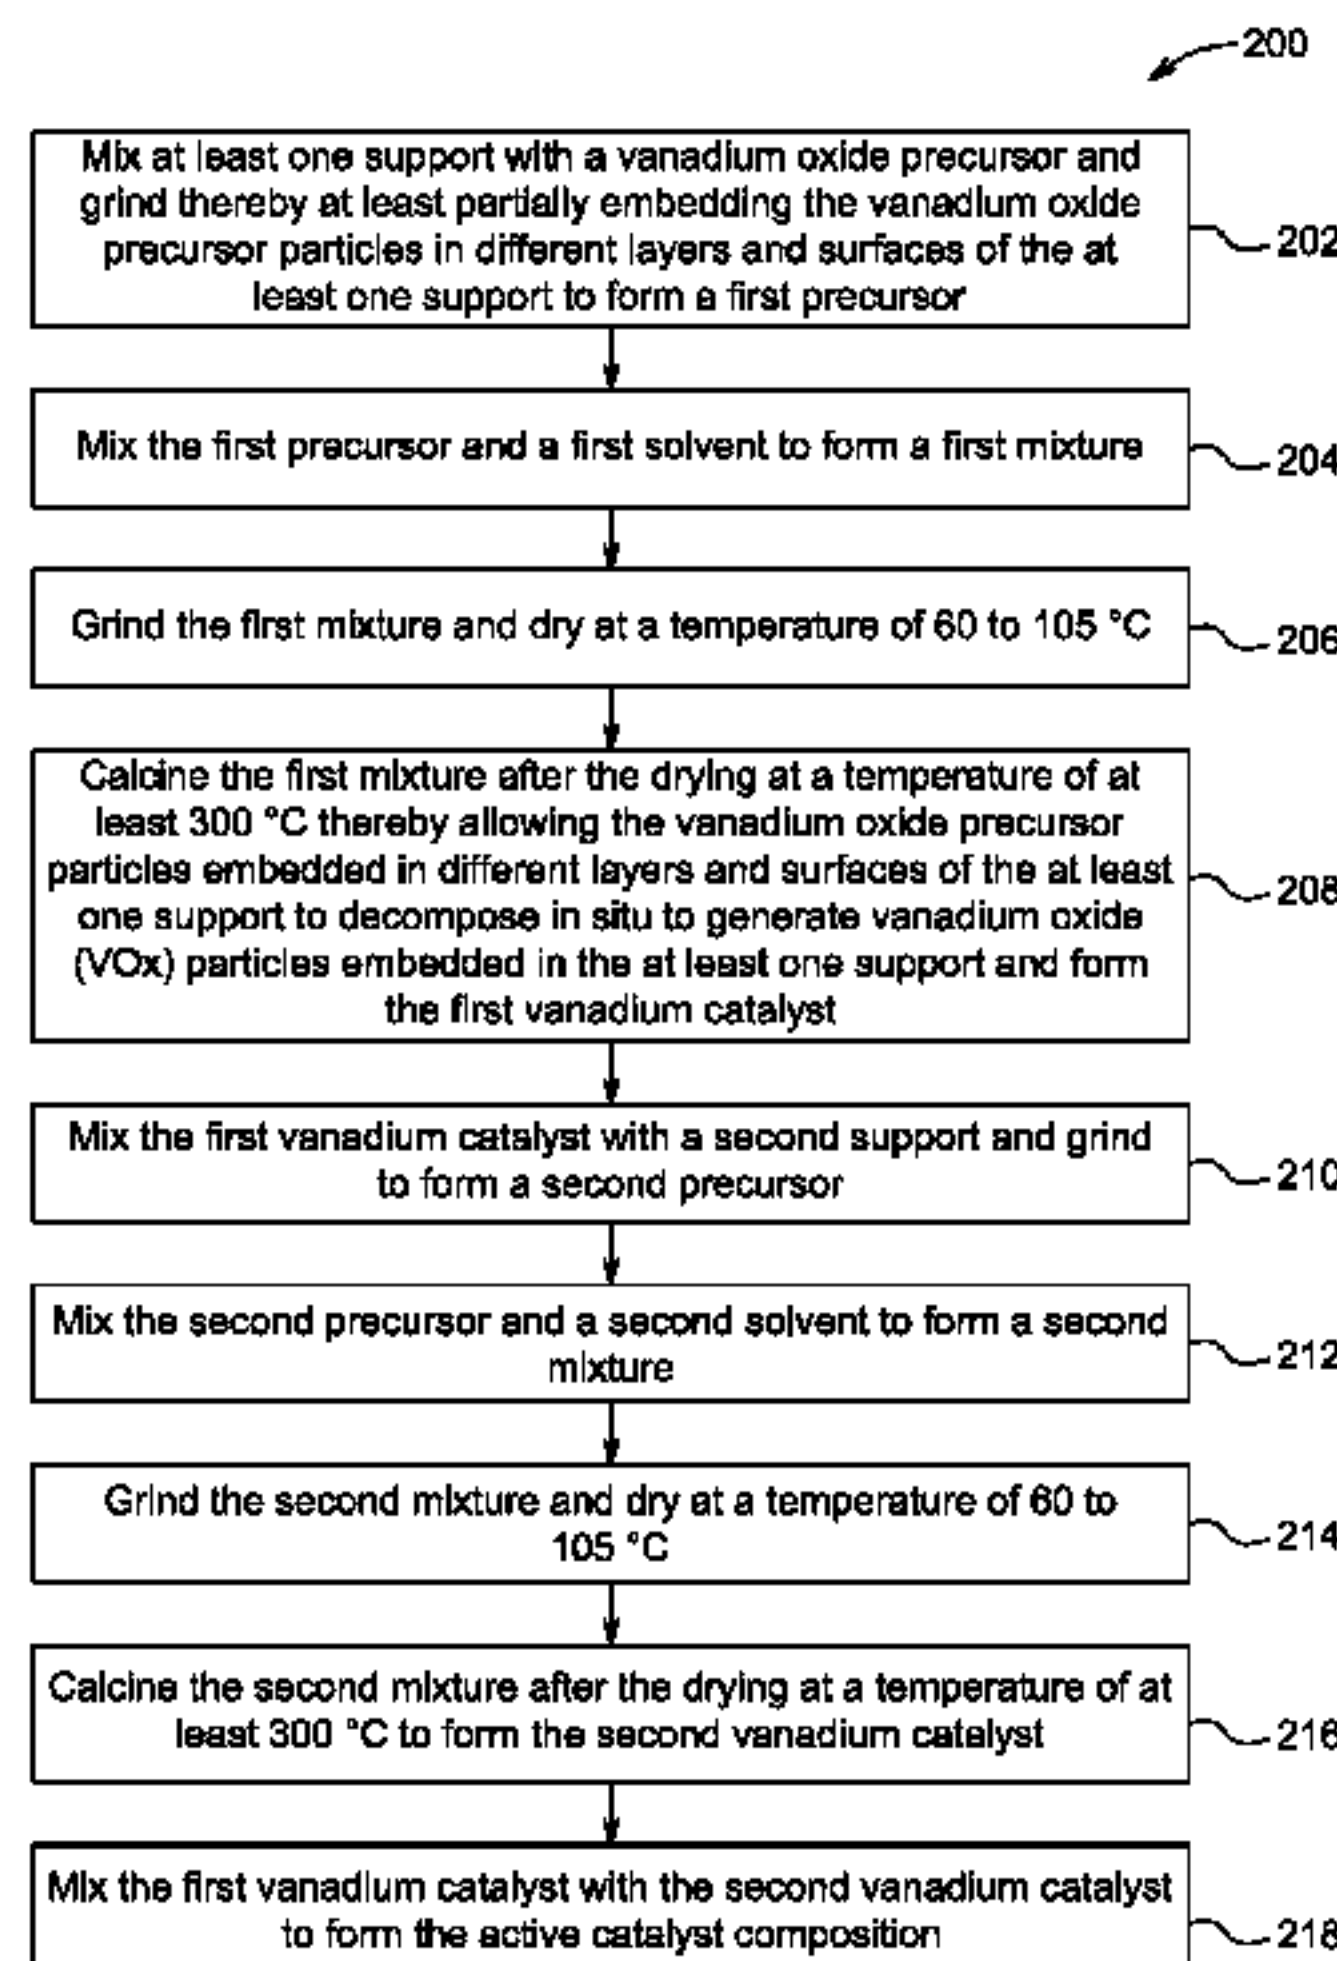 200
Mix at least one support with a vanadium oxide precursor and
grind thereby at least partially embedding the vanadium oxide
precursor particles in different layers and surfaces of the at
least one support to form a first precursor
202
Mix the first precursor and a first solvent to form a first mixture
204
Grind the first mixture and dry at a temperature of 60 to 105 °C
206
Calcine the first mixture after the drying at a temperature of at
least 300 °C thereby allowing the vanadium oxide precursor
particles embedded in different layers and surfaces of the at least
one support to decompose in situ to generate vanadium oxide
(VOx) particles embedded in the at least one support and form
the first vanadium catalyst
208
Mix the first vanadium catalyst with a second support and grind
to form a second precursor
210
Mix the second precursor and a second solvent to form a second
mixture
212
Grind the second mixture and dry at a temperature of 60 to
105 °C
214
Calcine the second mixture after the drying at a temperature of at
least 300 °C to form the second vanadium catalyst
216
Mix the first vanadium catalyst with the second vanadium catalyst
to form the active catalyst composition
218